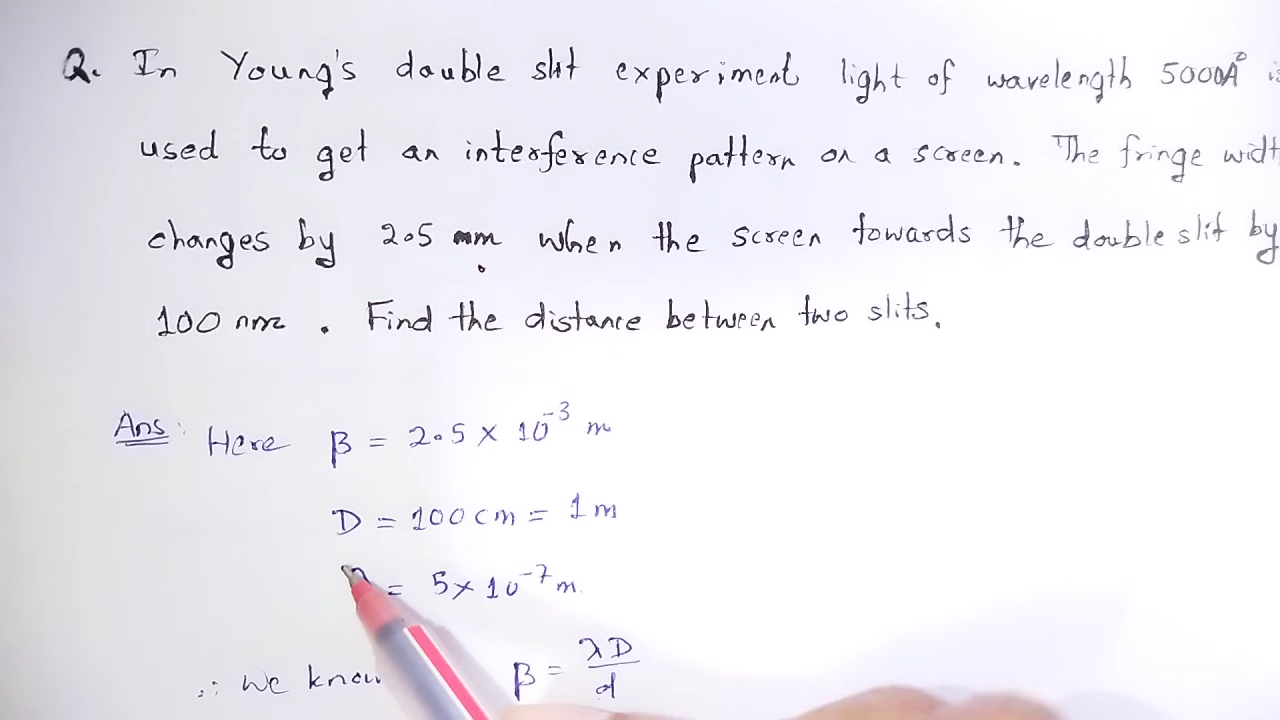 Q. In Young's double slit experiment light of wavelength 5000A°
used to get an interference pattern on a screen. The fringe
changes by 2.5 mm when the screen towards the double slit by
100 . Find the distance between two slits.
Ans: Here β = 2.5 × 10⁻³ m
D = 100 cm = 1 m
= 5 × 10⁻⁷ m.
∴ We know β = λD/d